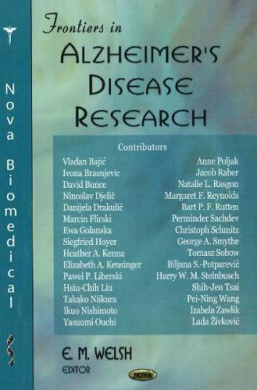 Nova Biomedical
Frontiers in
ALZHEIMER'S
DISEASE
RESEARCH
Contributors
Vladan Bajić
Ivona Brasnjevic
David Bunce
Ninoslav Djelić
Danijela Drakulić
Marcin Flirski
Ewa Golanska
Siegfried Hoyer
Heather A. Kenna
Elizabeth A. Kensinger
Pawel P. Liberski
Hsiu-Chih Liu
Takako Niikura
Ikuo Nishimoto
Yasuomi Ouchi
Anne Poljak
Jacob Raber
Natalie L. Rasgon
Margaret F. Reynolds
Bart P. F. Rutten
Perminder Sachdev
Christoph Schmitz
George A. Smythe
Tomasz Sobow
Biljana S.-Potparević
Harry W. M. Steinbusch
Shih-Jen Tsai
Pei-Ning Wang
Izabela Zawlik
Lada Živković
E. M. WELSH
EDITOR
NOVA